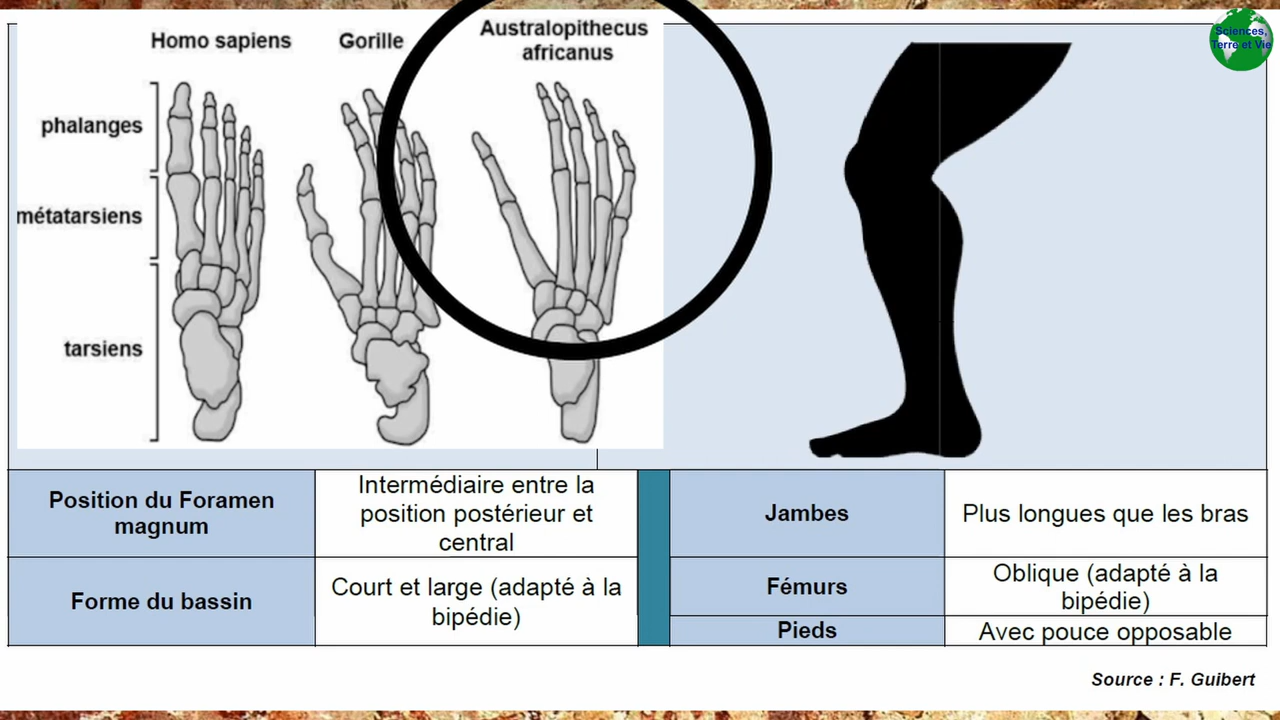 Sciences,
Terre et Vie
Homo sapiens
Gorille
Australopithecus
africanus
phalanges
métatarsiens
tarsiens
Position du Foramen
magnum
Intermédiaire entre la
position postérieur et
central
Jambes
Plus longues que les bras
Forme du bassin
Court et large (adapté à la
bipédie)
Fémurs
Oblique (adapté à la
bipédie)
Pieds
Avec pouce opposable
Source : F. Guibert